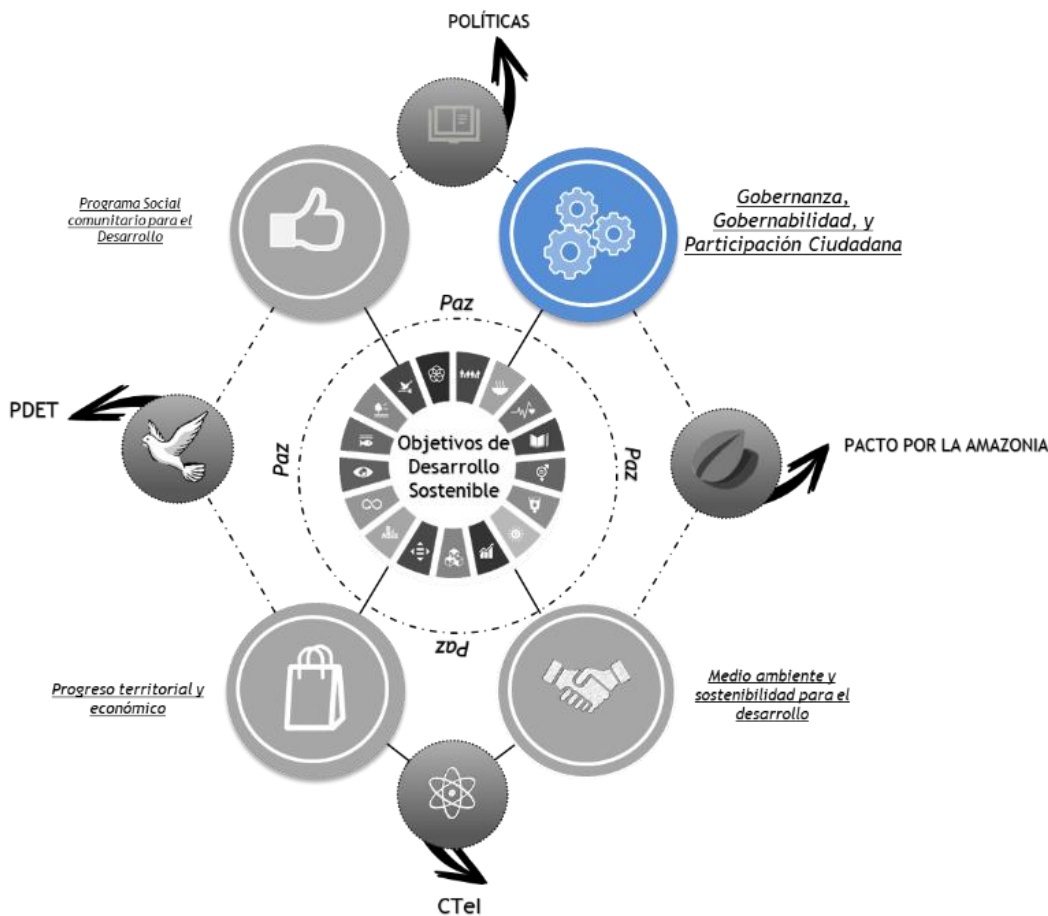 POLÍTICAS
Programa Social
comunitario para el
Desarrollo
Gobernanza,
Gobernabilidad, y
Participación Ciudadana
Paz
PDET
Paz
Objetivos de
Desarrollo
Sostenible
Paz
PACTO POR LA AMAZONIA
Paz
Progreso territorial y
económico
Medio ambiente y
sostenibilidad para el
desarrollo
CTeI